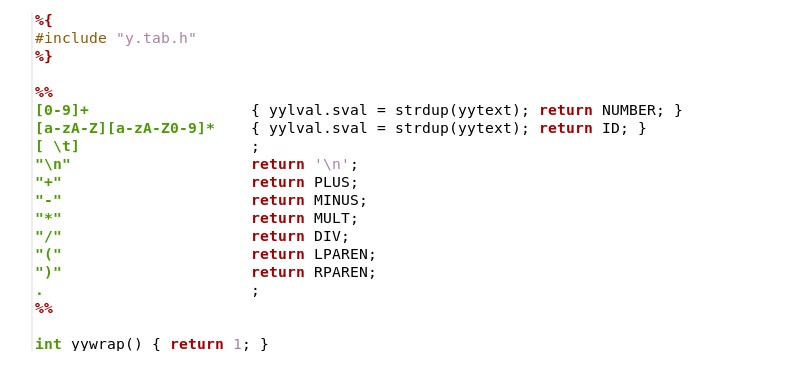 %{
#include "y.tab.h"
%}
%%
[0-9]+ { yylval.sval = strdup(yytext); return NUMBER; }
[a-zA-Z][a-zA-Z0-9]* { yylval.sval = strdup(yytext); return ID; }
[ \t] ;
"\n" return '\n';
"+" return PLUS;
"-" return MINUS;
"*" return MULT;
"/" return DIV;
"(" return LPAREN;
")" return RPAREN;
. ;
%%
int yywrap() { return 1; }